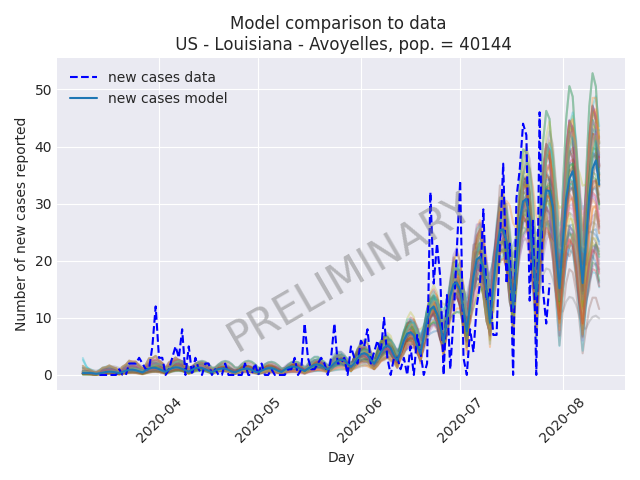 Model comparison to data
US - Louisiana - Avoyelles, pop. = 40144
new cases data
new cases model
Number of new cases reported
50
40
30
20
10
0
PRELIMINARY
2020-04
2020-05
2020-06
2020-07
2020-08
Day